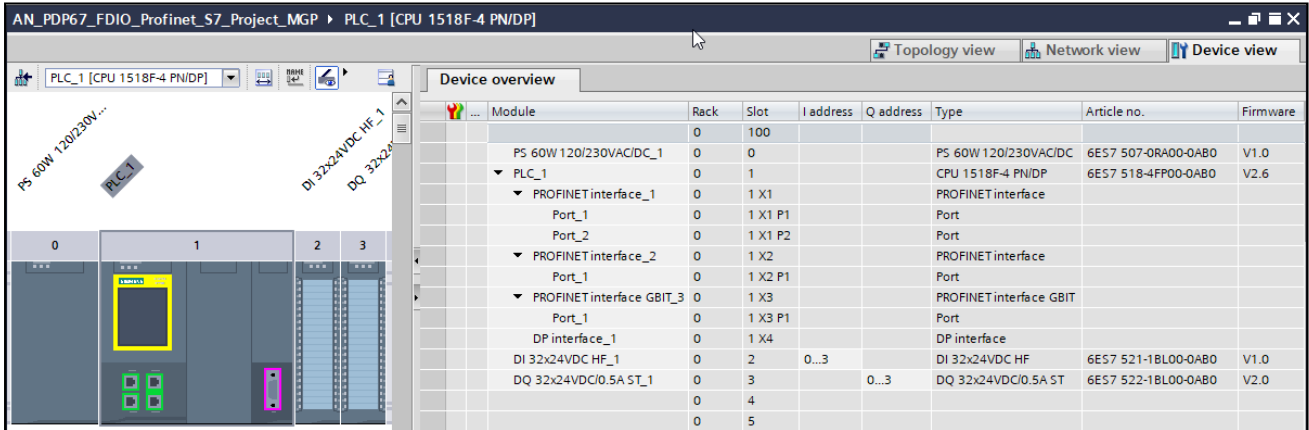 AN_PDP67_FDIO_Profinet_S7_Project_MGP ▸ PLC_1 [CPU 1518F-4 PN/DP]
Topology view Network view Device view
PLC_1 [CPU 1518F-4 PN/DP]
PS 60W 120/230V...
PLC_1
DI 32x24VDC HF_1
DQ 32x24
0 1 2 3
SIEMENS
Device overview
... Module Rack Slot I address Q address Type Article no. Firmware
0 100
PS 60W 120/230VAC/DC_1 0 0 PS 60W 120/230VAC/DC 6ES7 507-0RA00-0AB0 V1.0
PLC_1 0 1 CPU 1518F-4 PN/DP 6ES7 518-4FP00-0AB0 V2.6
PROFINET interface_1 0 1 X1 PROFINET interface
Port_1 0 1 X1 P1 Port
Port_2 0 1 X1 P2 Port
PROFINET interface_2 0 1 X2 PROFINET interface
Port_1 0 1 X2 P1 Port
PROFINET interface GBIT_3 0 1 X3 PROFINET interface GBIT
Port_1 0 1 X3 P1 Port
DP interface_1 0 1 X4 DP interface
DI 32x24VDC HF_1 0 2 0...3 DI 32x24VDC HF 6ES7 521-1BL00-0AB0 V1.0
DQ 32x24VDC/0.5A ST_1 0 3 0...3 DQ 32x24VDC/0.5A ST 6ES7 522-1BL00-0AB0 V2.0
0 4
0 5